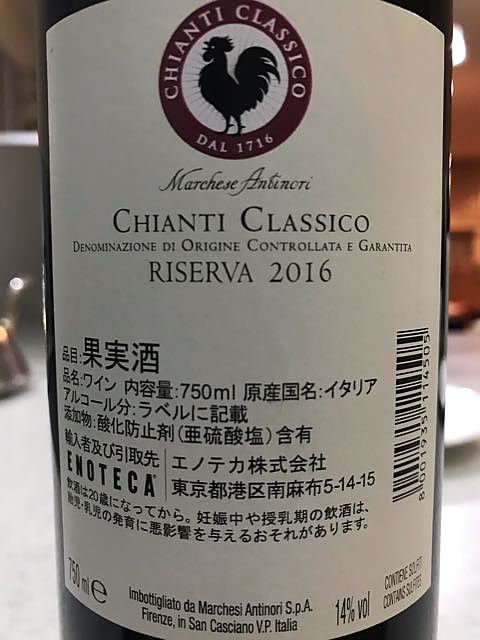 CHIANTI CLASSICO
DAL 1716
Marchese Antinori
CHIANTI CLASSICO
DENOMINAZIONE DI ORIGINE CONTROLLATA E GARANTITA
RISERVA 2016
品目:果実酒
品名:ワイン 内容量:750ml 原産国名:イタリア
アルコール分:ラベルに記載
添加物:酸化防止剤(亜硫酸塩)含有
輸入者及び引取先
ENOTECA
エノテカ株式会社
東京都港区南麻布5-14-15
飲酒は20歳になってから。妊娠中や授乳期の飲酒は、
胎児・乳児の発育に悪影響を与えるおそれがあります。
8 001935 114505
750 ml e
Imbottigliato da Marchesi Antinori S.p.A.
Firenze, in San Casciano V.P. Italia
14% vol
CONTIENE SOLFITI
CONTAINS SULFITES